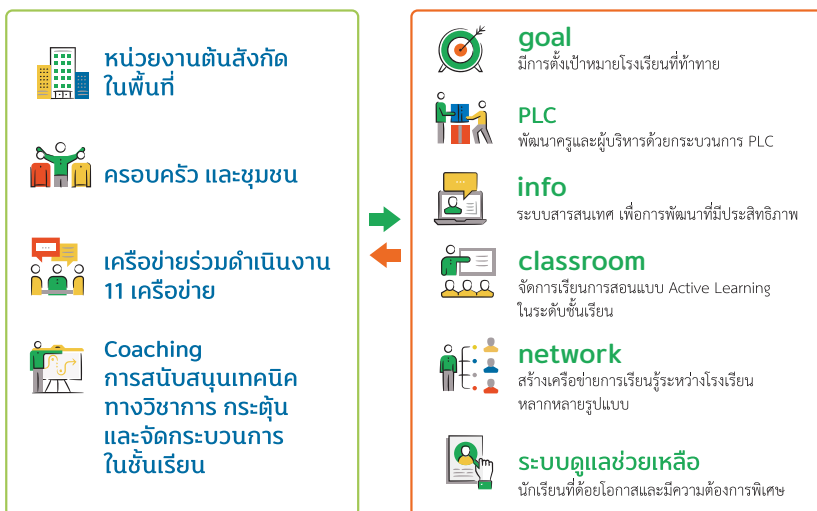 หน่วยงานต้นสังกัด
ในพื้นที่
ครอบครัว และชุมชน
เครือข่ายร่วมดำเนินงาน
11 เครือข่าย
Coaching
การสนับสนุนเทคนิค
ทางวิชาการ กระตุ้น
และจัดกระบวนการ
ในชั้นเรียน
goal
มีการตั้งเป้าหมายโรงเรียนที่ท้าทาย
PLC
พัฒนาครูและผู้บริหารด้วยกระบวนการ PLC
info
ระบบสารสนเทศ เพื่อการพัฒนาที่มีประสิทธิภาพ
classroom
จัดการเรียนการสอนแบบ Active Learning
ในระดับชั้นเรียน
network
สร้างเครือข่ายการเรียนรู้ระหว่างโรงเรียน
หลากหลายรูปแบบ
ระบบดูแลช่วยเหลือ
นักเรียนที่ด้อยโอกาสและมีความต้องการพิเศษ